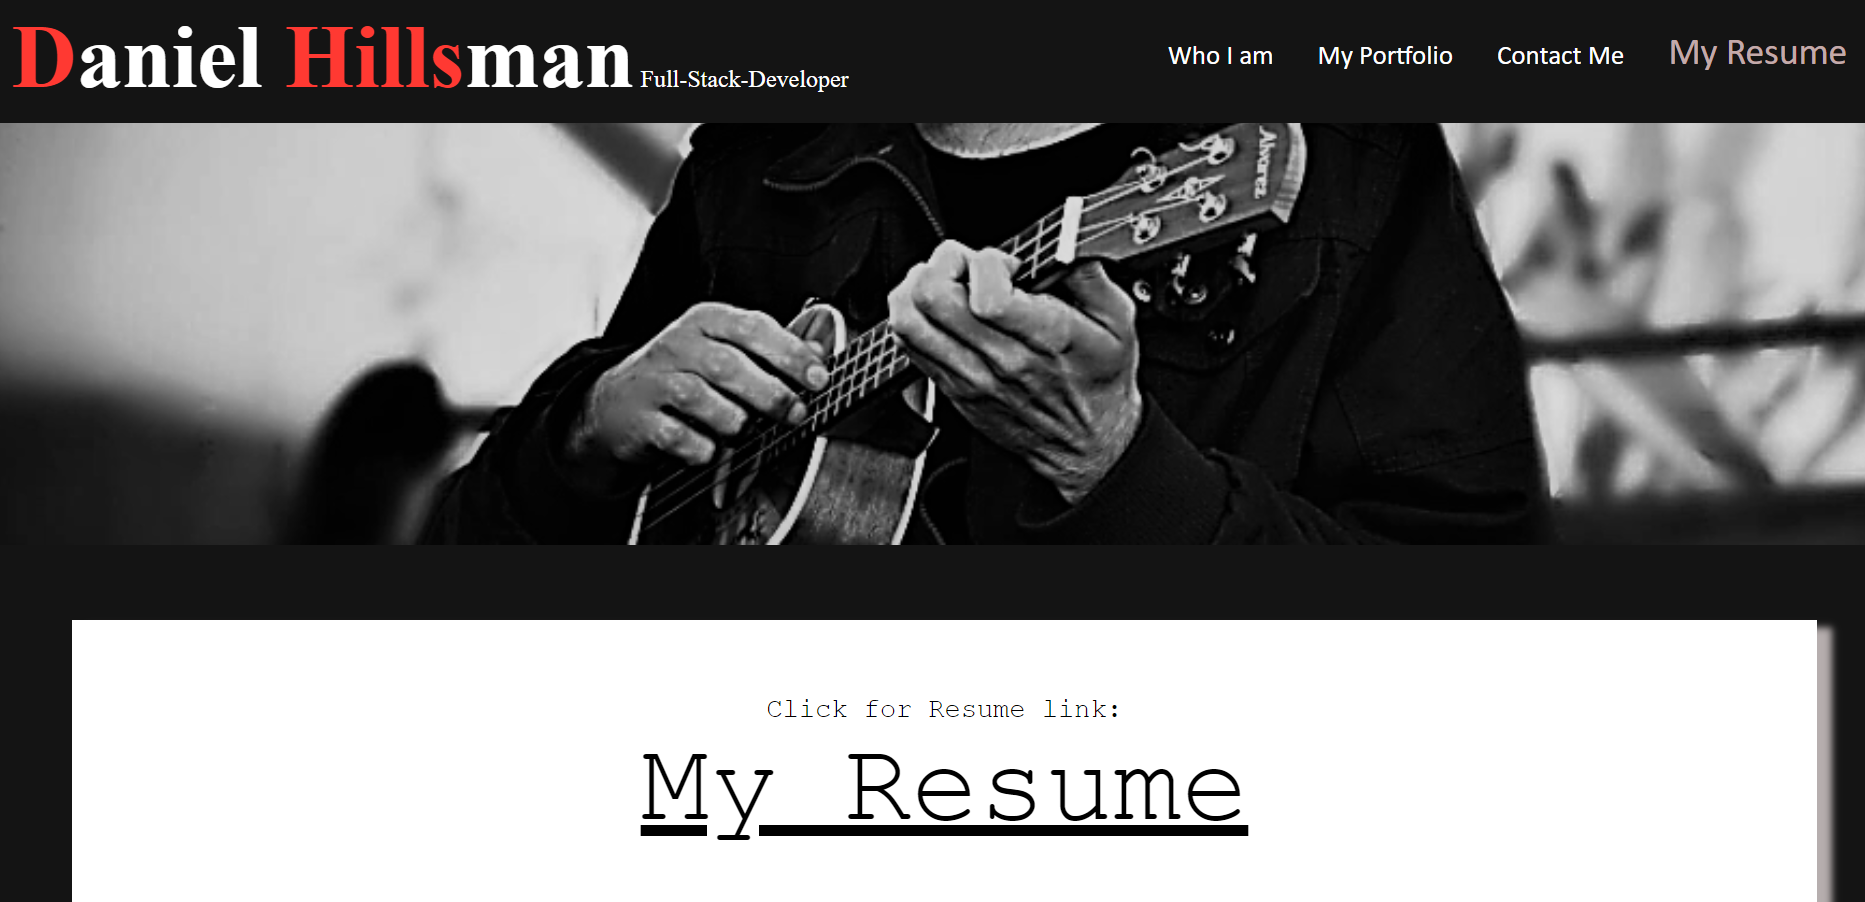 Daniel Hillsman Full-Stack-Developer
Who I am My Portfolio Contact Me My Resume
Alvarez
Click for Resume link:
My Resume